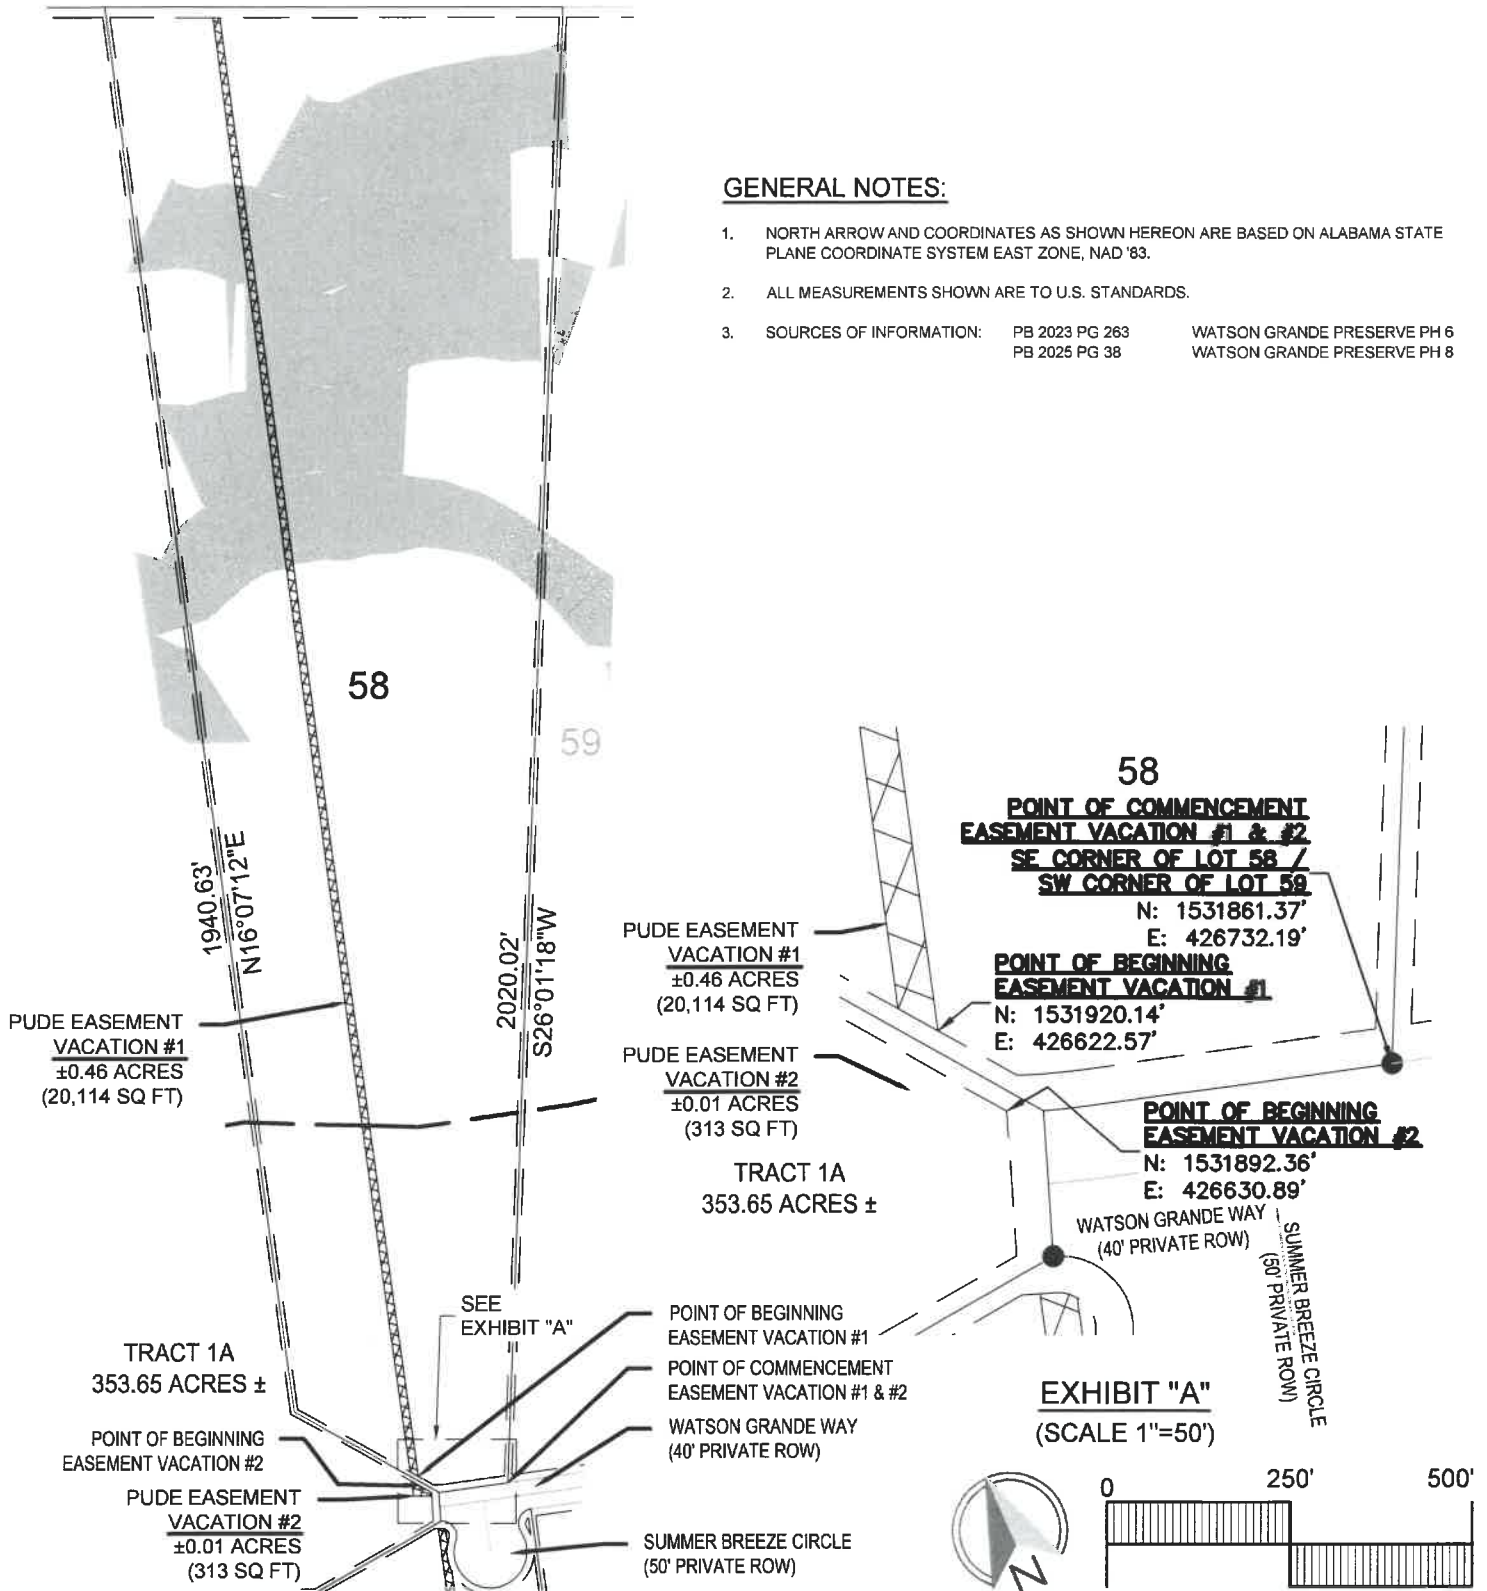 GENERAL NOTES:
1. NORTH ARROW AND COORDINATES AS SHOWN HEREON ARE BASED ON ALABAMA STATE
PLANE COORDINATE SYSTEM EAST ZONE, NAD '83.
2. ALL MEASUREMENTS SHOWN ARE TO U.S. STANDARDS.
3. SOURCES OF INFORMATION: PB 2023 PG 263 WATSON GRANDE PRESERVE PH 6
PB 2025 PG 38 WATSON GRANDE PRESERVE PH 8
58
59
1940.63'
N16°07'12"E
2020.02'
S26°01'18"W
PUDE EASEMENT
VACATION #1
±0.46 ACRES
(20,114 SQ FT)
TRACT 1A
353.65 ACRES ±
SEE
EXHIBIT "A"
POINT OF BEGINNING
EASEMENT VACATION #2
PUDE EASEMENT
VACATION #2
±0.01 ACRES
(313 SQ FT)
POINT OF BEGINNING
EASEMENT VACATION #1
POINT OF COMMENCEMENT
EASEMENT VACATION #1 & #2
WATSON GRANDE WAY
(40' PRIVATE ROW)
SUMMER BREEZE CIRCLE
(50' PRIVATE ROW)
58
POINT OF COMMENCEMENT
EASEMENT VACATION #1 & #2
SE CORNER OF LOT 58 /
SW CORNER OF LOT 59
N: 1531861.37'
E: 426732.19'
PUDE EASEMENT
VACATION #1
±0.46 ACRES
(20,114 SQ FT)
POINT OF BEGINNING
EASEMENT VACATION #1
N: 1531920.14'
E: 426622.57'
PUDE EASEMENT
VACATION #2
±0.01 ACRES
(313 SQ FT)
POINT OF BEGINNING
EASEMENT VACATION #2
N: 1531892.36'
E: 426630.89'
TRACT 1A
353.65 ACRES ±
WATSON GRANDE WAY
(40' PRIVATE ROW)
SUMMER BREEZE CIRCLE
(50' PRIVATE ROW)
EXHIBIT "A"
(SCALE 1"=50')
N
0 250' 500'